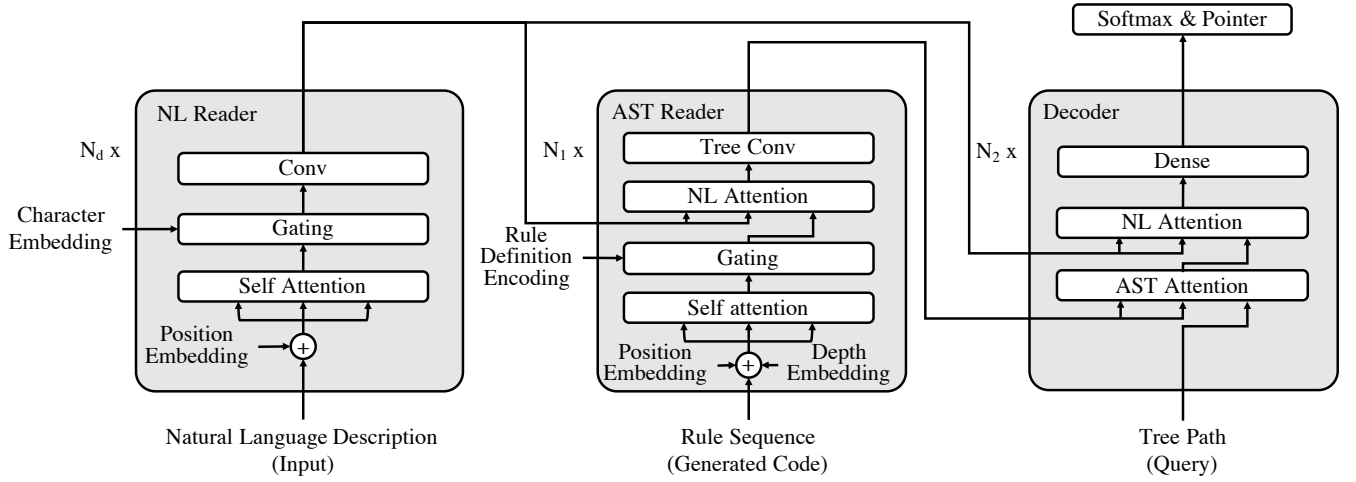 Softmax & Pointer
NL Reader
N_d x
Conv
Character
Embedding
Gating
Self Attention
Position
Embedding
+
Natural Language Description
(Input)
AST Reader
N_1 x
Tree Conv
NL Attention
Rule
Definition
Encoding
Gating
Self attention
Position
Embedding
+
Depth
Embedding
Rule Sequence
(Generated Code)
Decoder
N_2 x
Dense
NL Attention
AST Attention
Tree Path
(Query)